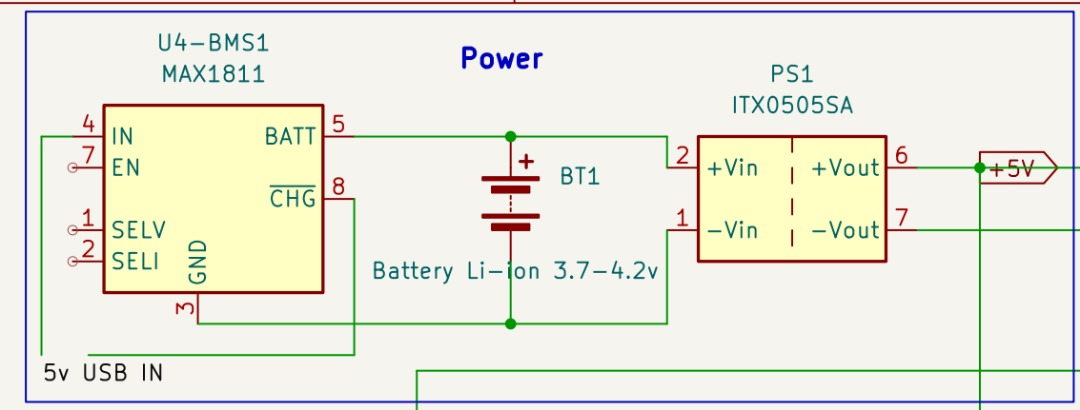 U4-BMS1
MAX1811
Power
PS1
ITX0505SA
4 IN
BATT 5
7 EN
CHG 8
1 SELV
2 SELI
GND
3
+
BT1
Battery Li-ion 3.7-4.2v
2 +Vin
+Vout 6
1 -Vin
-Vout 7
+5V
5v USB IN